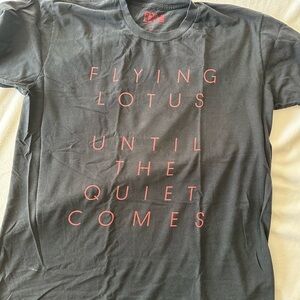 FLYING
LOTUS
UNTIL
THE
QUIET
COMES